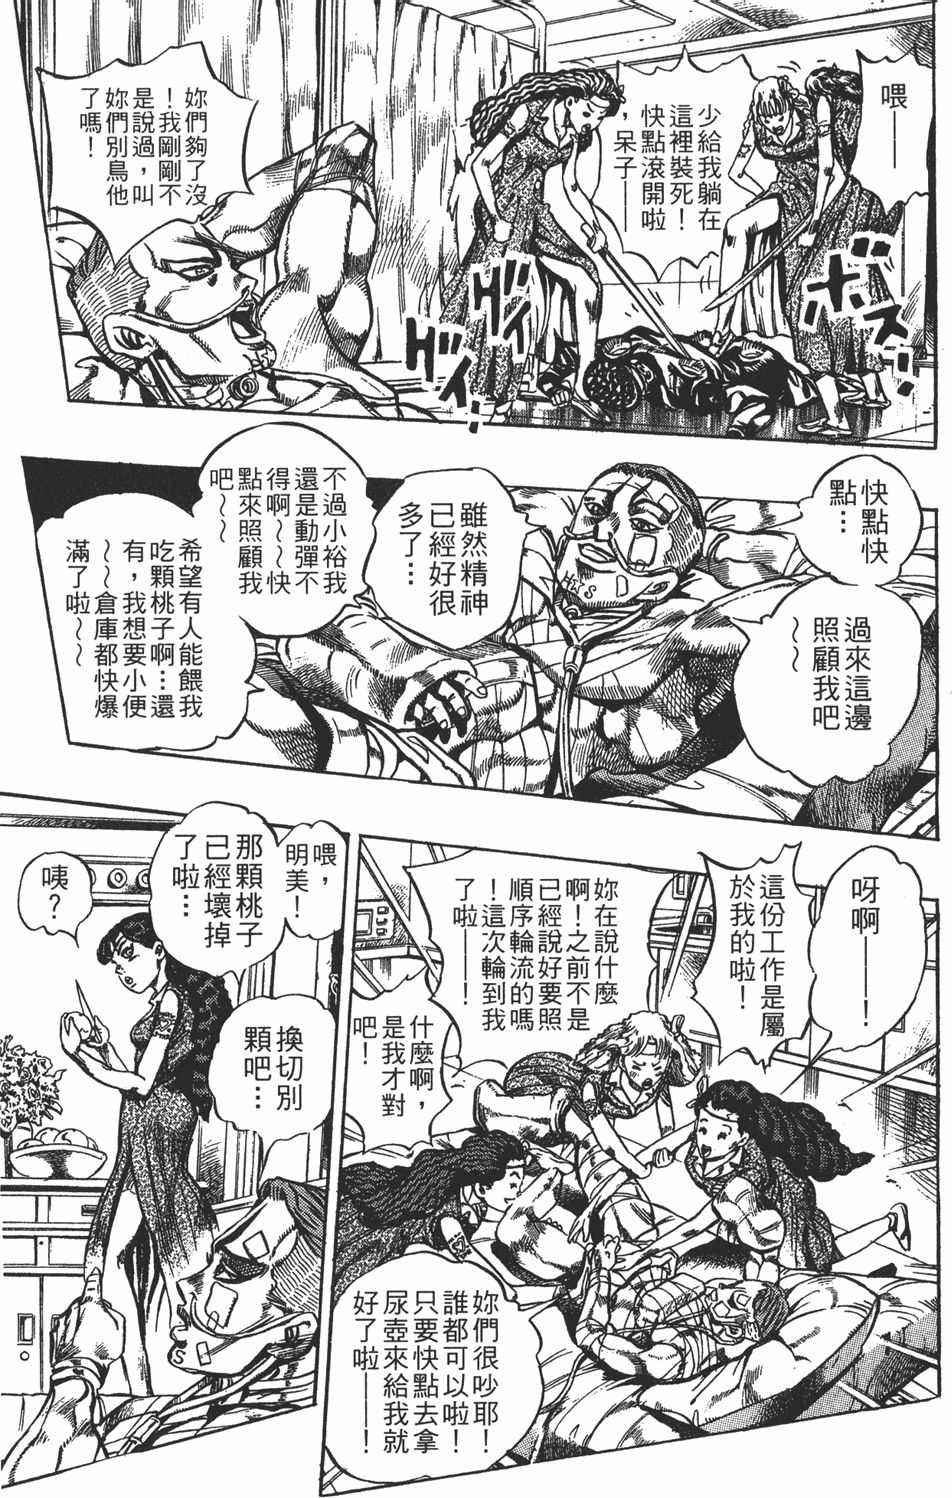 喂——
少給我躺在
這裡裝死！
快點滾開啦
，呆子——
ボス
グイッ
グイッ
妳們夠了沒
！我剛剛不
是說過，叫
妳們別鳥他
了嗎！
快點快
點…
過來這邊
照顧我吧
～
雖然精神
已經好很
多了…
不過小裕我
還是動彈不
得啊～快
點來照顧我
吧～～
希望有人能餵我
吃顆桃子啊…還
有，我想要小便
～～倉庫都快爆
滿了啦～～
呀啊——！
這份工作是屬
於我的啦！
妳在說什麼
啊！之前不是
已經說好要照
順序輪流的嗎
！這次輪到我
了啦——！
什麼啊，
是我才對
吧！
妳們很吵耶！
誰都可以啦！
只要快點去拿
尿壺來給我就
好了啦——！
喂，
明美！
那顆桃子
已經壞掉
了啦…
咦？
換切別
顆吧…